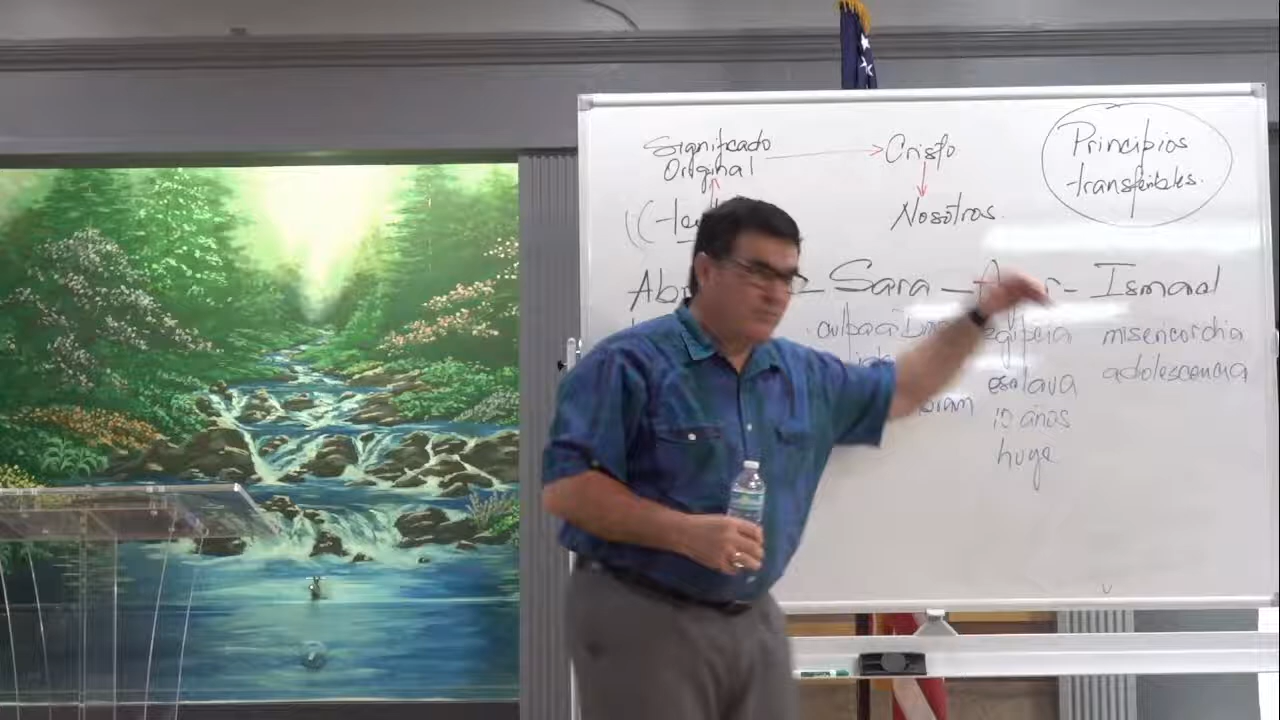 Significado
Original
Cristo
Principios
transferibles.
Nosotros.
Sara - Ismael
egipcia
misericordia
esclava
adolescencia
10 años
huye